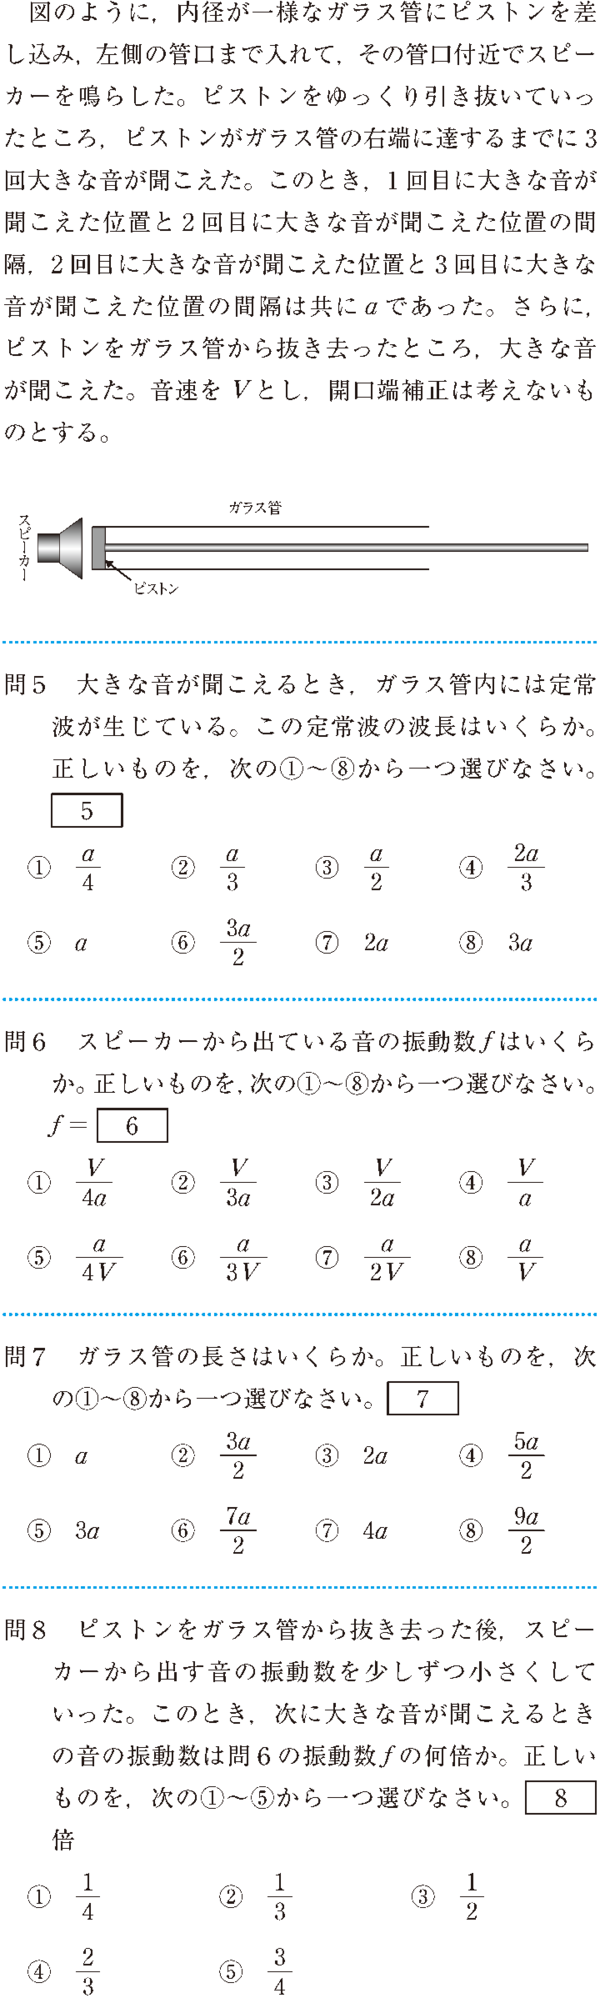 図のように，内径が一様なガラス管にピストンを差
し込み，左側の管口まで入れて，その管口付近でスピー
カーを鳴らした。ピストンをゆっくり引き抜いていっ
たところ，ピストンがガラス管の右端に達するまでに3
回大きな音が聞こえた。このとき，1回目に大きな音が
聞こえた位置と2回目に大きな音が聞こえた位置の間
隔，2回目に大きな音が聞こえた位置と3回目に大きな
音が聞こえた位置の間隔は共にaであった。さらに，
ピストンをガラス管から抜き去ったところ，大きな音
が聞こえた。音速をVとし，開口端補正は考えないも
のとする。
ガラス管
スピーカー
ピストン
問5　大きな音が聞こえるとき，ガラス管内には定常
波が生じている。この定常波の波長はいくらか。
正しいものを，次の①～⑧から一つ選びなさい。
5
① a/4 ② a/3 ③ a/2 ④ 2a/3
⑤ a ⑥ 3a/2 ⑦ 2a ⑧ 3a
問6　スピーカーから出ている音の振動数fはいくら
か。正しいものを，次の①～⑧から一つ選びなさい。
f＝ 6
① V/4a ② V/3a ③ V/2a ④ V/a
⑤ a/4V ⑥ a/3V ⑦ a/2V ⑧ a/V
問7　ガラス管の長さはいくらか。正しいものを，次
の①～⑧から一つ選びなさい。 7
① a ② 3a/2 ③ 2a ④ 5a/2
⑤ 3a ⑥ 7a/2 ⑦ 4a ⑧ 9a/2
問8　ピストンをガラス管から抜き去った後，スピー
カーから出す音の振動数を少しずつ小さくして
いった。このとき，次に大きな音が聞こえるとき
の音の振動数は問6の振動数fの何倍か。正しい
ものを，次の①～⑤から一つ選びなさい。 8
倍
① 1/4 ② 1/3 ③ 1/2
④ 2/3 ⑤ 3/4